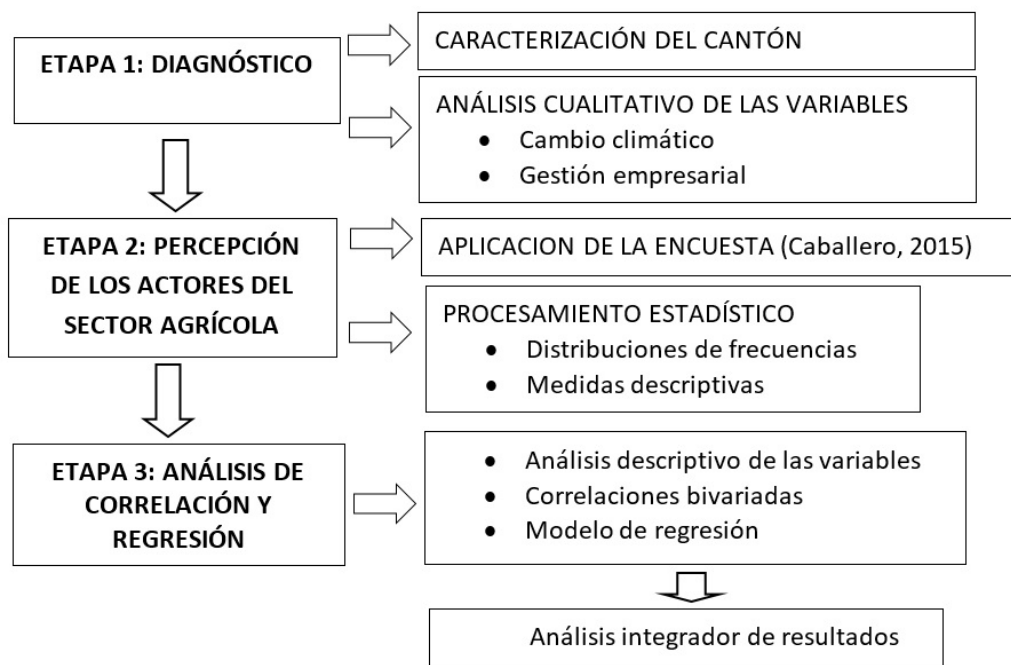 ETAPA 1: DIAGNÓSTICO
CARACTERIZACIÓN DEL CANTÓN
ANÁLISIS CUALITATIVO DE LAS VARIABLES
• Cambio climático
• Gestión empresarial
ETAPA 2: PERCEPCIÓN
DE LOS ACTORES DEL
SECTOR AGRÍCOLA
APLICACION DE LA ENCUESTA (Caballero, 2015)
PROCESAMIENTO ESTADÍSTICO
• Distribuciones de frecuencias
• Medidas descriptivas
ETAPA 3: ANÁLISIS DE
CORRELACIÓN Y
REGRESIÓN
• Análisis descriptivo de las variables
• Correlaciones bivariadas
• Modelo de regresión
Análisis integrador de resultados